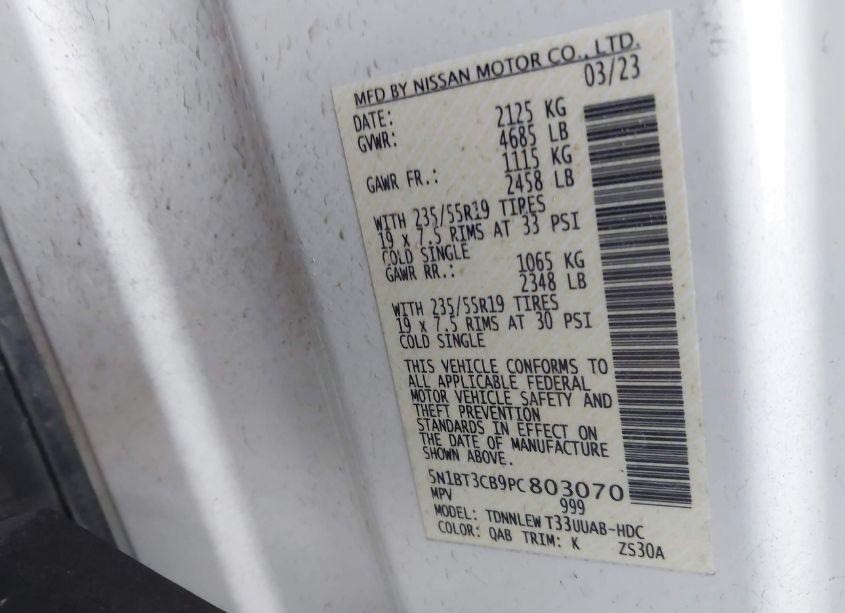 MFD BY NISSAN MOTOR CO., LTD.
DATE: 03/23
GVWR: 2125 KG
4685 LB
GAWR FR.: 1115 KG
2458 LB
WITH 235/55R19 TIRES
19 x 7.5 RIMS AT 33 PSI
COLD SINGLE
GAWR RR.: 1065 KG
2348 LB
WITH 235/55R19 TIRES
19 x 7.5 RIMS AT 30 PSI
COLD SINGLE
THIS VEHICLE CONFORMS TO
ALL APPLICABLE FEDERAL
MOTOR VEHICLE SAFETY AND
THEFT PREVENTION
STANDARDS IN EFFECT ON
THE DATE OF MANUFACTURE
SHOWN ABOVE.
5N1BT3CB9PC803070
MPV 999
MODEL: TDNNLEW T33UUAB-HDC
COLOR: QAB TRIM: K ZS30A